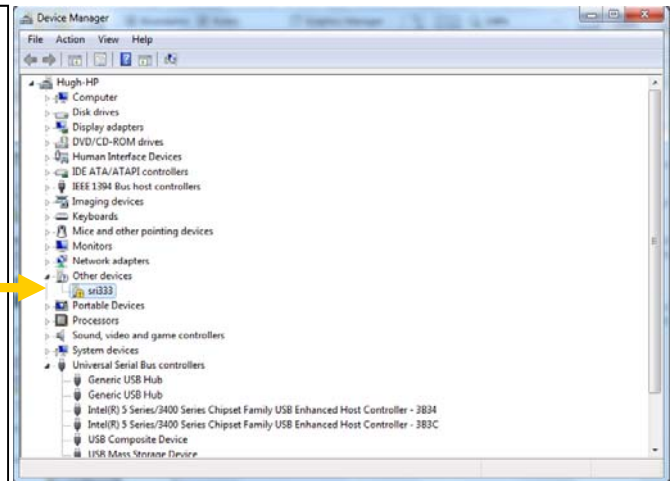 Device Manager
File Action View Help
Hugh-HP
Computer
Disk drives
Display adapters
DVD/CD-ROM drives
Human Interface Devices
IDE ATA/ATAPI controllers
IEEE 1394 Bus host controllers
Imaging devices
Keyboards
Mice and other pointing devices
Monitors
Network adapters
Other devices
sri333
Portable Devices
Processors
Sound, video and game controllers
System devices
Universal Serial Bus controllers
Generic USB Hub
Generic USB Hub
Intel(R) 5 Series/3400 Series Chipset Family USB Enhanced Host Controller - 3B34
Intel(R) 5 Series/3400 Series Chipset Family USB Enhanced Host Controller - 3B3C
USB Composite Device
USB Mass Storage Device